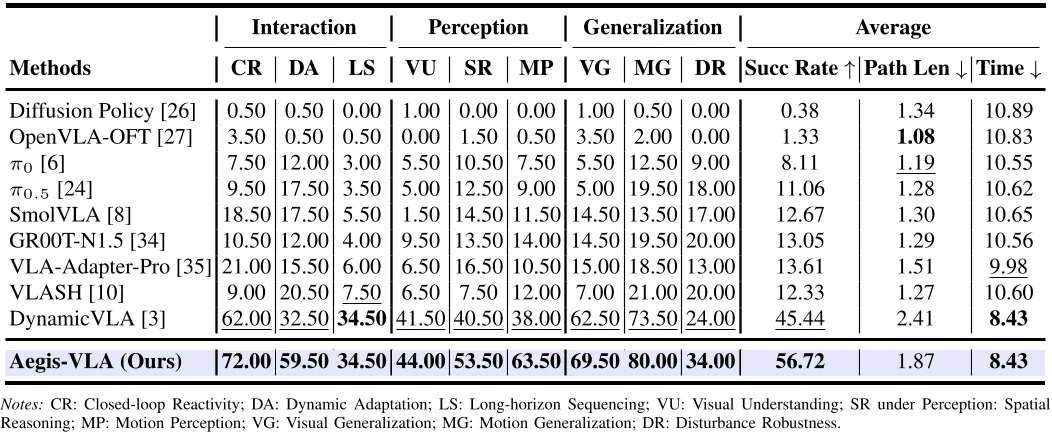 Interaction Perception Generalization Average
Methods CR DA LS VU SR MP VG MG DR Succ Rate ↑ Path Len ↓ Time ↓
Diffusion Policy [26] 0.50 0.50 0.00 1.00 0.00 0.00 1.00 0.50 0.00 0.38 1.34 10.89
OpenVLA-OFT [27] 3.50 0.50 0.50 0.00 1.50 0.50 3.50 2.00 0.00 1.33 1.08 10.83
π0 [6] 7.50 12.00 3.00 5.50 10.50 7.50 5.50 12.50 9.00 8.11 1.19 10.55
π0.5 [24] 9.50 17.50 3.50 5.00 12.50 9.00 5.00 19.50 18.00 11.06 1.28 10.62
SmolVLA [8] 18.50 17.50 5.50 1.50 14.50 11.50 14.50 13.50 17.00 12.67 1.30 10.65
GR00T-N1.5 [34] 10.50 12.00 4.00 9.50 13.50 14.00 14.50 19.50 20.00 13.05 1.29 10.56
VLA-Adapter-Pro [35] 21.00 15.50 6.00 6.50 16.50 10.50 15.00 18.50 13.00 13.61 1.51 9.98
VLASH [10] 9.00 20.50 7.50 6.50 7.50 12.00 7.00 21.00 20.00 12.33 1.27 10.60
DynamicVLA [3] 62.00 32.50 34.50 41.50 40.50 38.00 62.50 73.50 24.00 45.44 2.41 8.43
Aegis-VLA (Ours) 72.00 59.50 34.50 44.00 53.50 63.50 69.50 80.00 34.00 56.72 1.87 8.43
Notes: CR: Closed-loop Reactivity; DA: Dynamic Adaptation; LS: Long-horizon Sequencing; VU: Visual Understanding; SR under Perception: Spatial
Reasoning; MP: Motion Perception; VG: Visual Generalization; MG: Motion Generalization; DR: Disturbance Robustness.